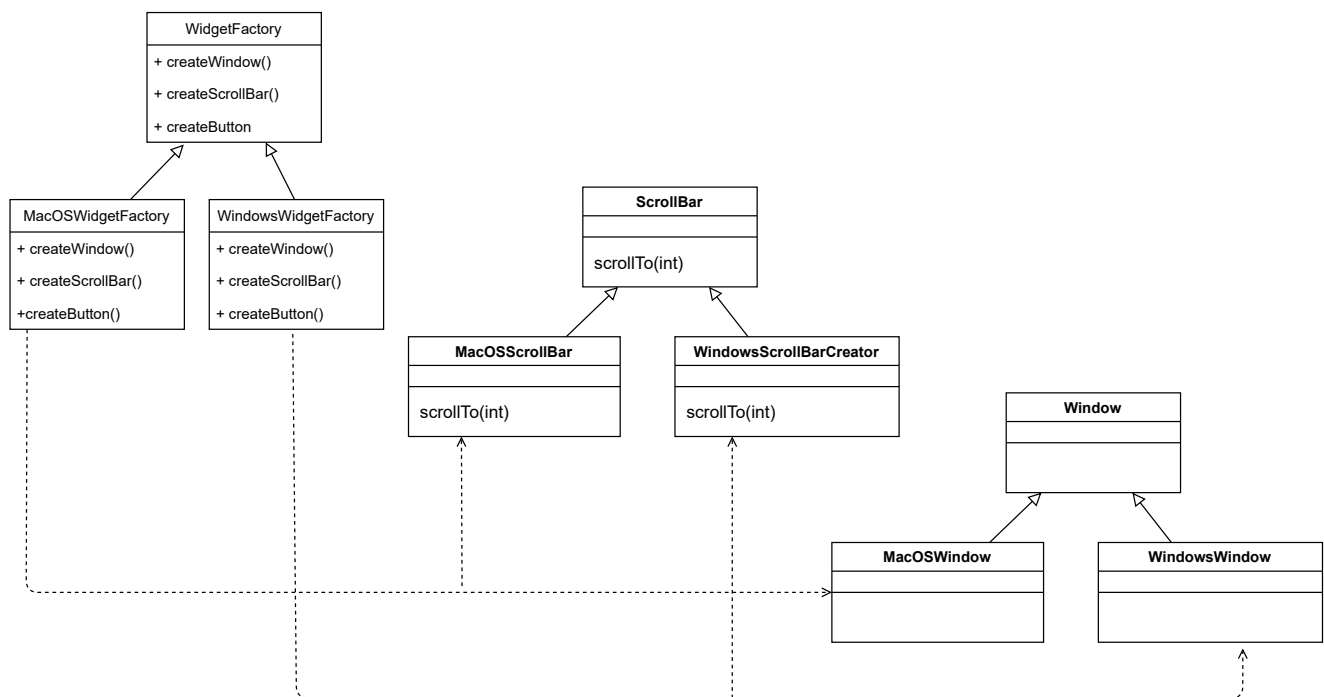 WidgetFactory
+ createWindow()
+ createScrollBar()
+ createButton
MacOSWidgetFactory
+ createWindow()
+ createScrollBar()
+createButton()
WindowsWidgetFactory
+ createWindow()
+ createScrollBar()
+ createButton()
ScrollBar
scrollTo(int)
MacOSScrollBar
scrollTo(int)
WindowsScrollBarCreator
scrollTo(int)
Window
MacOSWindow
WindowsWindow